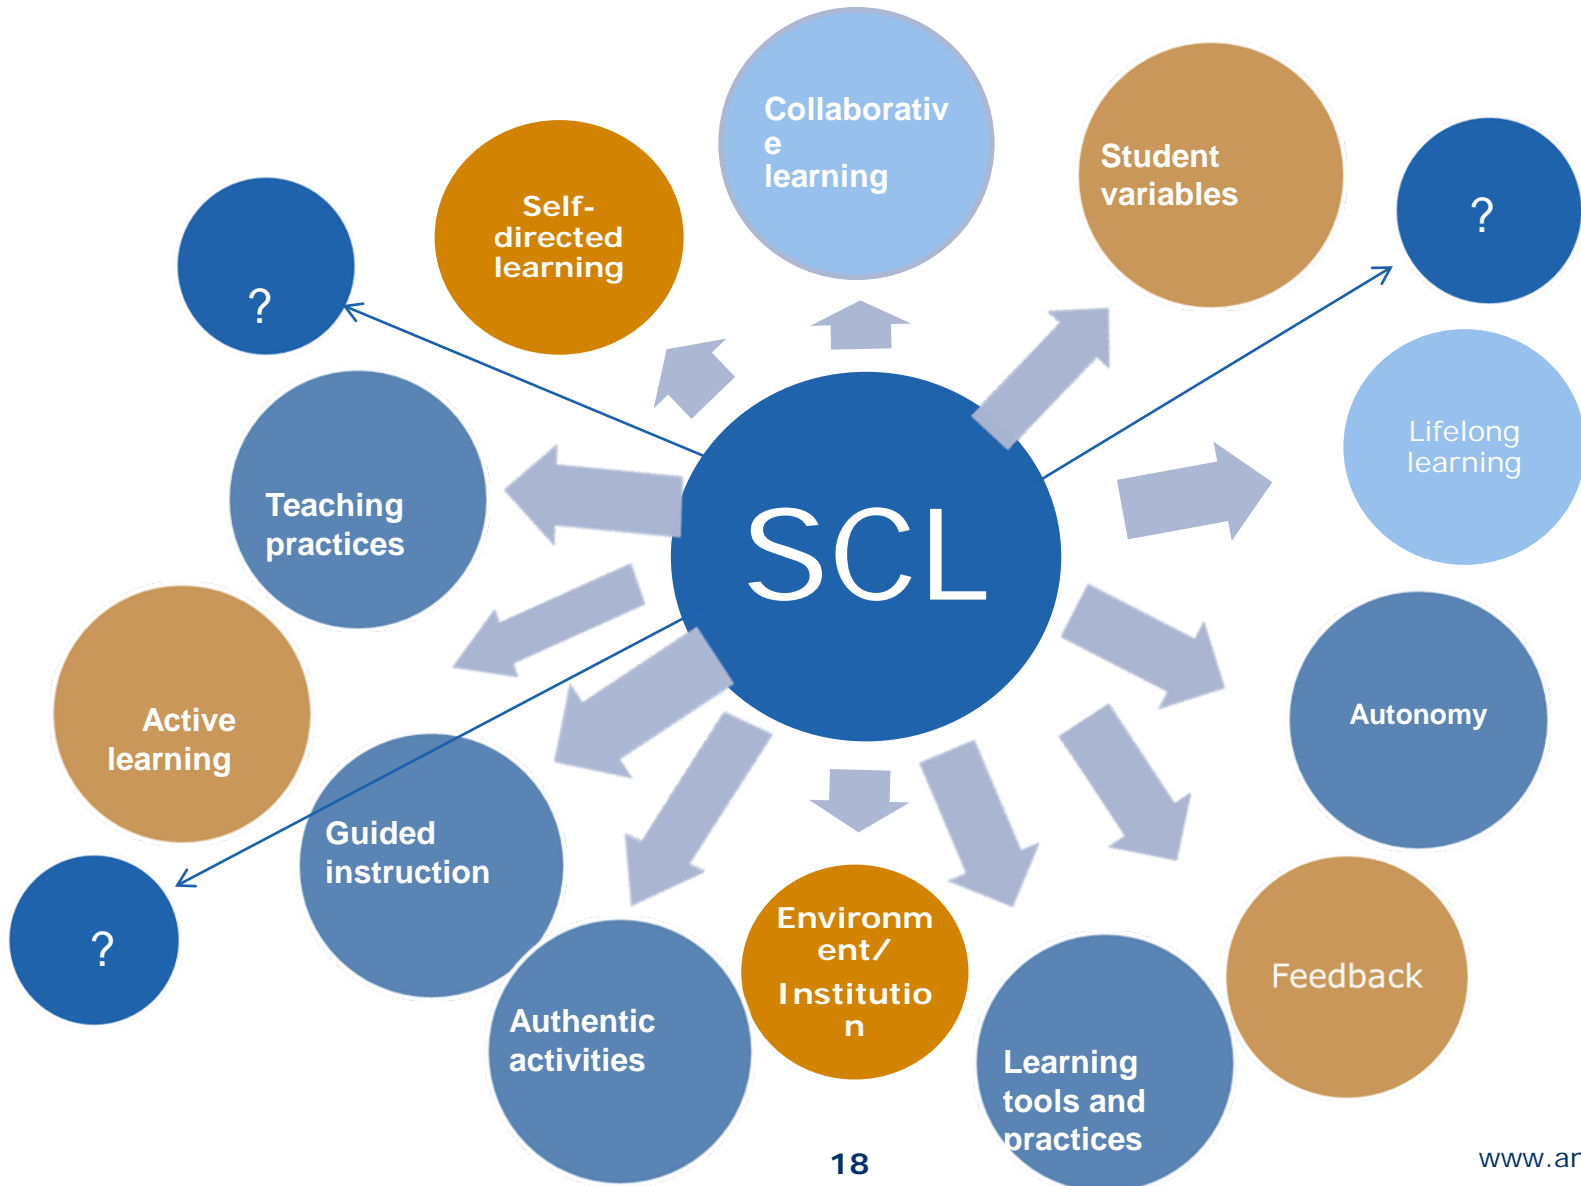 Collaborativ
e
learning
Student
variables
?
Self-
directed
learning
?
Lifelong
learning
Teaching
practices
SCL
Active
learning
Autonomy
Guided
instruction
?
Environm
ent/
Institutio
n
Feedback
Authentic
activities
Learning
tools and
practices
18
www.ar